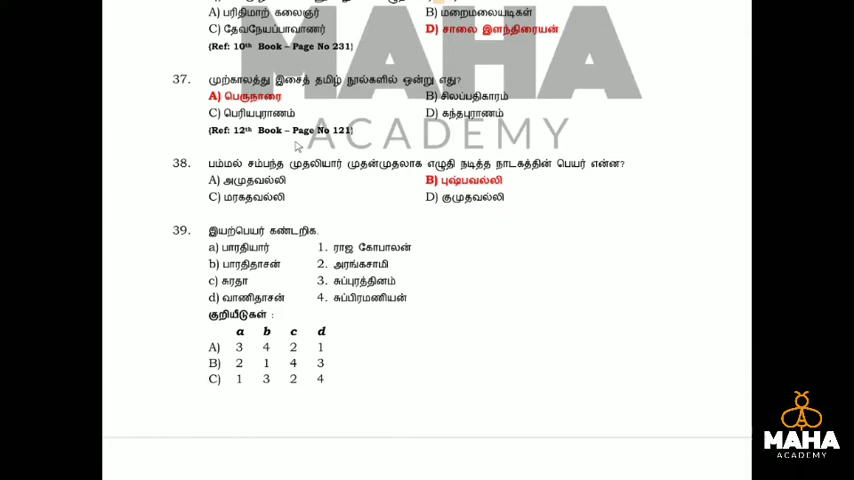 A) பரிதிமாற் கலைஞர் B) மறைமலையடிகள்
C) தேவநேயப்பாவாணர் D) சாலை இளந்திரையன்
(Ref: 10th Book – Page No 231)
37. முற்காலத்து இசைத் தமிழ் நூல்களில் ஒன்று எது?
A) பெருநாரை B) சிலப்பதிகாரம்
C) பெரியபுராணம் D) கந்தபுராணம்
(Ref: 12th Book – Page No 121)
38. பம்மல் சம்பந்த முதலியார் முதன்முதலாக எழுதி நடித்த நாடகத்தின் பெயர் என்ன?
A) அமுதவல்லி B) புஷ்பவல்லி
C) மரகதவல்லி D) குமுதவல்லி
39. இயற்பெயர் கண்டறிக.
a) பாரதியார் 1. ராஜ கோபாலன்
b) பாரதிதாசன் 2. அரங்கசாமி
c) சுரதா 3. சுப்புரத்தினம்
d) வாணிதாசன் 4. சுப்பிரமணியன்
குறியீடுகள் :
a b c d
A) 3 4 2 1
B) 2 1 4 3
C) 1 3 2 4
MAHA
ACADEMY
MAHA
ACADEMY